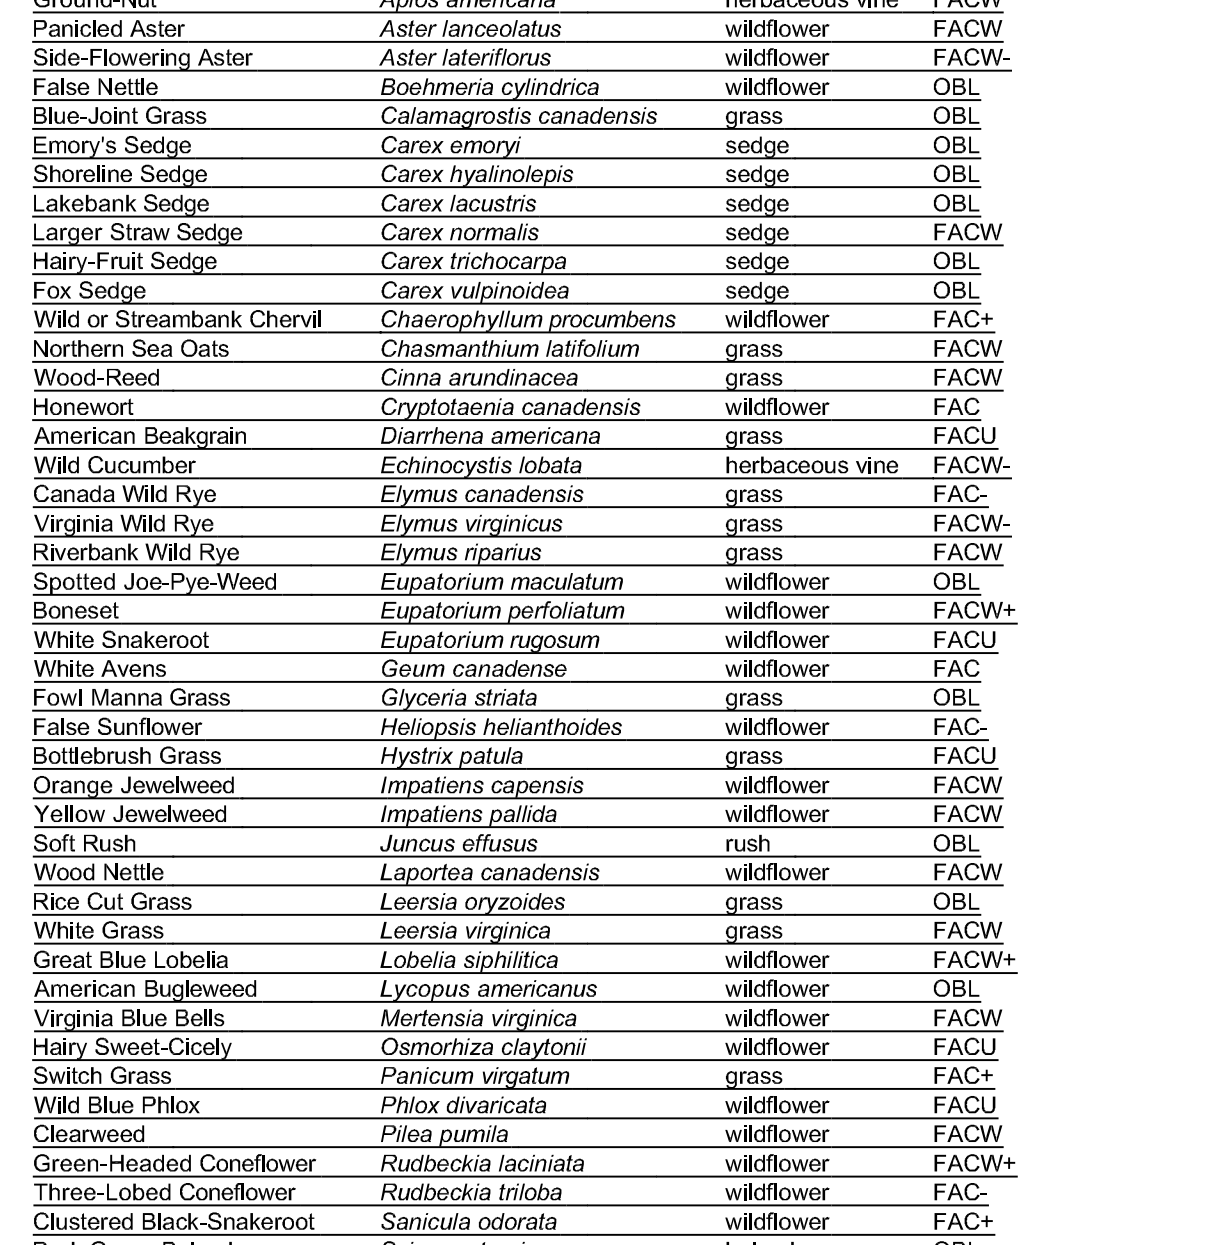 Ground-Nut Apios americana herbaceous vine FACW
Panicled Aster Aster lanceolatus wildflower FACW
Side-Flowering Aster Aster lateriflorus wildflower FACW-
False Nettle Boehmeria cylindrica wildflower OBL
Blue-Joint Grass Calamagrostis canadensis grass OBL
Emory's Sedge Carex emoryi sedge OBL
Shoreline Sedge Carex hyalinolepis sedge OBL
Lakebank Sedge Carex lacustris sedge OBL
Larger Straw Sedge Carex normalis sedge FACW
Hairy-Fruit Sedge Carex trichocarpa sedge OBL
Fox Sedge Carex vulpinoidea sedge OBL
Wild or Streambank Chervil Chaerophyllum procumbens wildflower FAC+
Northern Sea Oats Chasmanthium latifolium grass FACW
Wood-Reed Cinna arundinacea grass FACW
Honewort Cryptotaenia canadensis wildflower FAC
American Beakgrain Diarrhena americana grass FACU
Wild Cucumber Echinocystis lobata herbaceous vine FACW-
Canada Wild Rye Elymus canadensis grass FAC-
Virginia Wild Rye Elymus virginicus grass FACW-
Riverbank Wild Rye Elymus riparius grass FACW
Spotted Joe-Pye-Weed Eupatorium maculatum wildflower OBL
Boneset Eupatorium perfoliatum wildflower FACW+
White Snakeroot Eupatorium rugosum wildflower FACU
White Avens Geum canadense wildflower FAC
Fowl Manna Grass Glyceria striata grass OBL
False Sunflower Heliopsis helianthoides wildflower FAC-
Bottlebrush Grass Hystrix patula grass FACU
Orange Jewelweed Impatiens capensis wildflower FACW
Yellow Jewelweed Impatiens pallida wildflower FACW
Soft Rush Juncus effusus rush OBL
Wood Nettle Laportea canadensis wildflower FACW
Rice Cut Grass Leersia oryzoides grass OBL
White Grass Leersia virginica grass FACW
Great Blue Lobelia Lobelia siphilitica wildflower FACW+
American Bugleweed Lycopus americanus wildflower OBL
Virginia Blue Bells Mertensia virginica wildflower FACW
Hairy Sweet-Cicely Osmorhiza claytonii wildflower FACU
Switch Grass Panicum virgatum grass FAC+
Wild Blue Phlox Phlox divaricata wildflower FACU
Clearweed Pilea pumila wildflower FACW
Green-Headed Coneflower Rudbeckia laciniata wildflower FACW+
Three-Lobed Coneflower Rudbeckia triloba wildflower FAC-
Clustered Black-Snakeroot Sanicula odorata wildflower FAC+